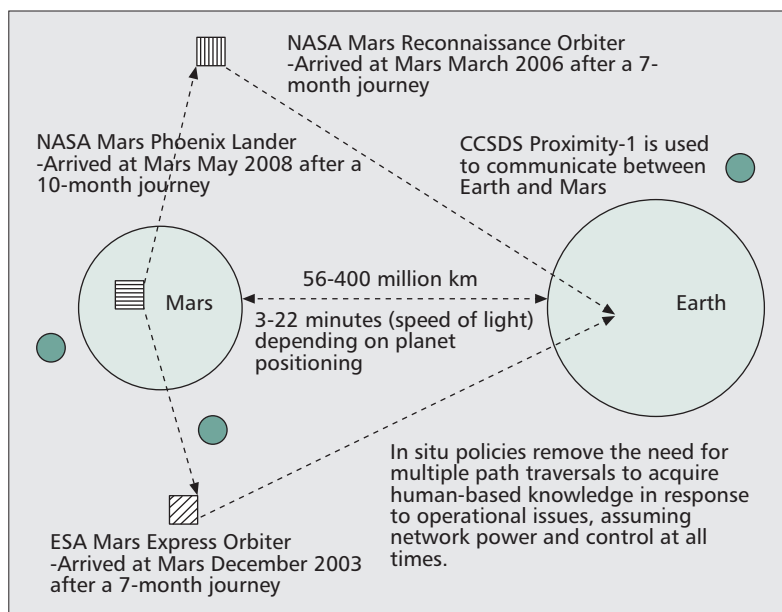 NASA Mars Reconnaissance Orbiter
-Arrived at Mars March 2006 after a 7-
month journey
NASA Mars Phoenix Lander
-Arrived at Mars May 2008 after a
10-month journey
CCSDS Proximity-1 is used
to communicate between
Earth and Mars
Mars
56-400 million km
3-22 minutes (speed of light)
depending on planet
positioning
Earth
In situ policies remove the need for
multiple path traversals to acquire
human-based knowledge in response
to operational issues, assuming
network power and control at all
times.
ESA Mars Express Orbiter
-Arrived at Mars December 2003
after a 7-month journey